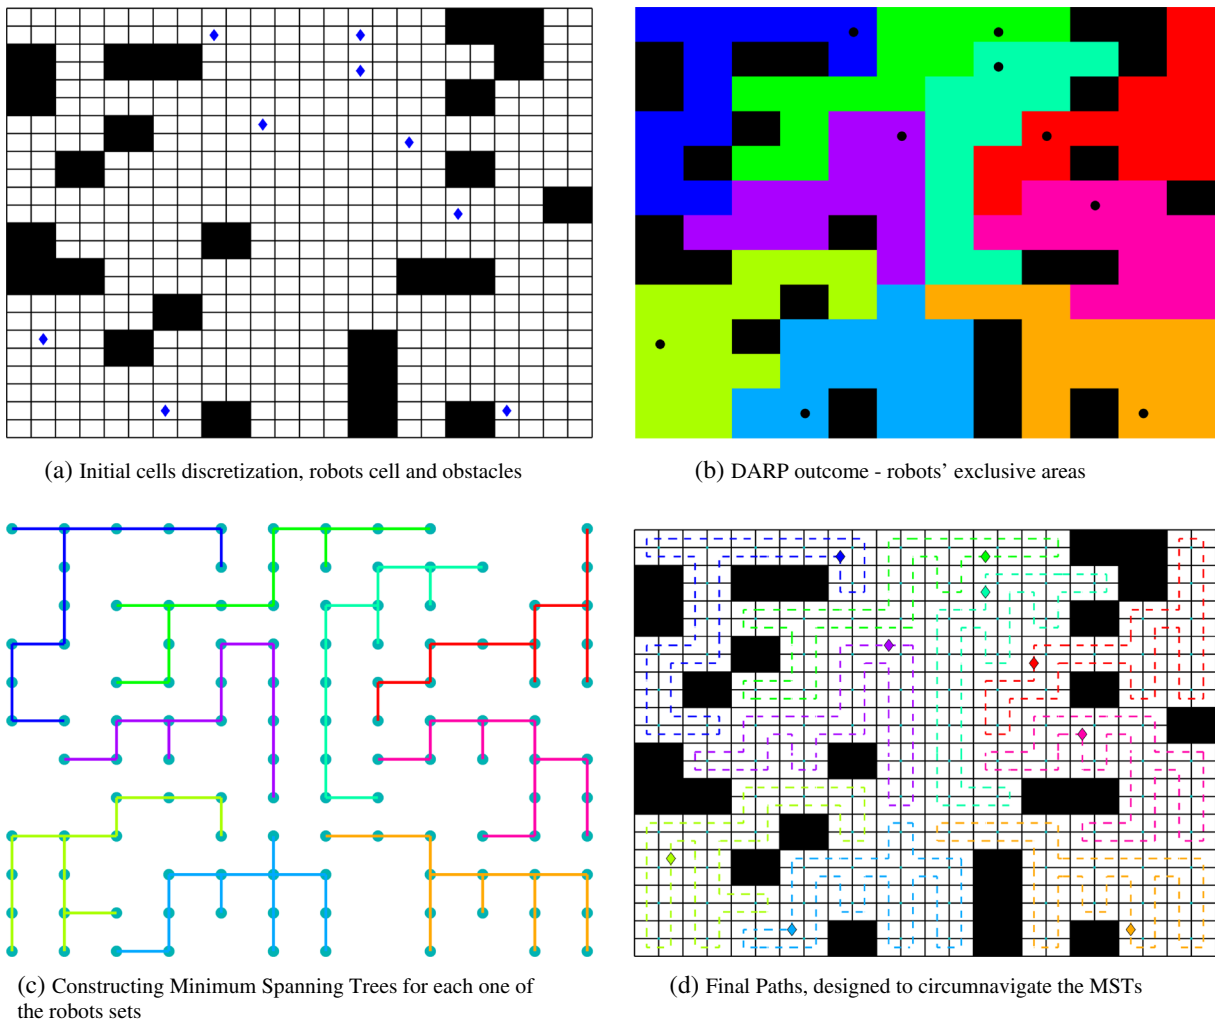 (a) Initial cells discretization, robots cell and obstacles
(b) DARP outcome - robots' exclusive areas
(c) Constructing Minimum Spanning Trees for each one of
the robots sets
(d) Final Paths, designed to circumnavigate the MSTs